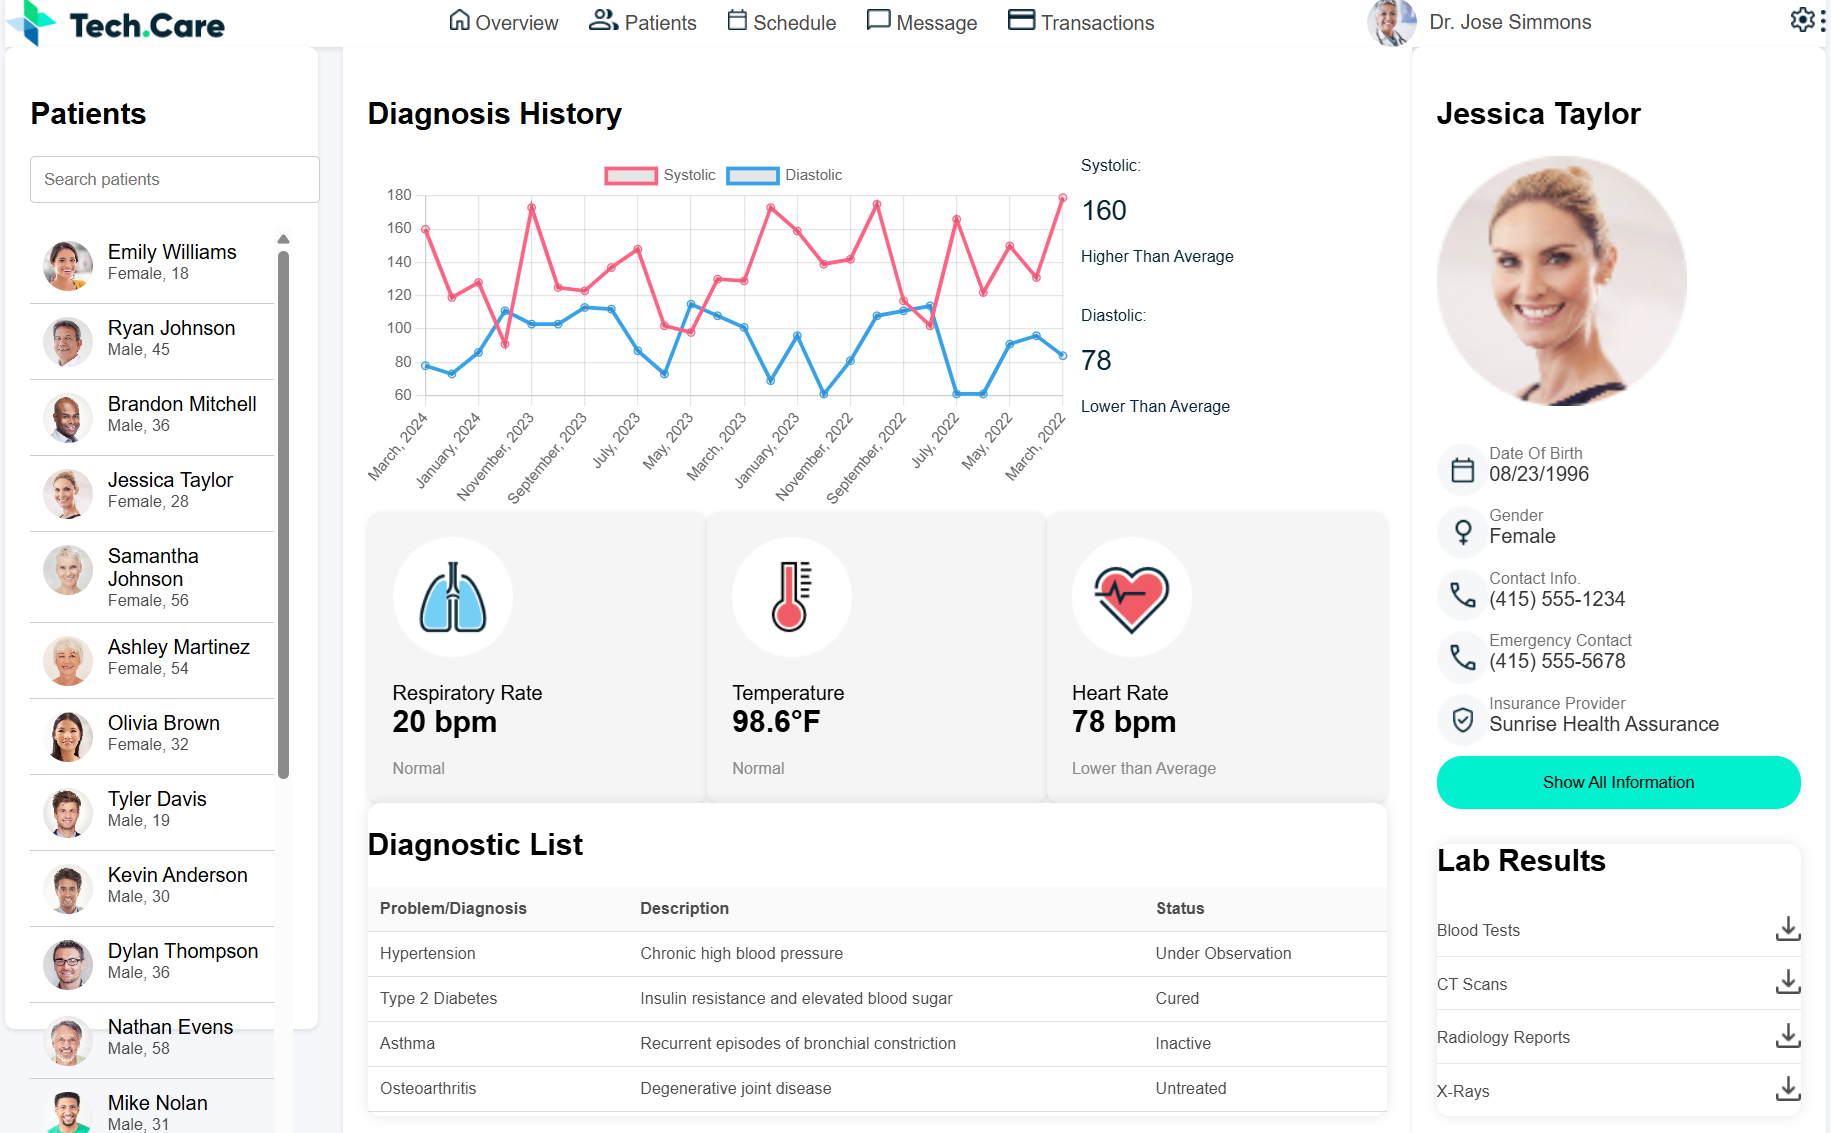 Tech.Care
Overview
Patients
Schedule
Message
Transactions
Dr. Jose Simmons
Patients
Search patients
Emily Williams
Female, 18
Ryan Johnson
Male, 45
Brandon Mitchell
Male, 36
Jessica Taylor
Female, 28
Samantha
Johnson
Female, 56
Ashley Martinez
Female, 54
Olivia Brown
Female, 32
Tyler Davis
Male, 19
Kevin Anderson
Male, 30
Dylan Thompson
Male, 36
Nathan Evens
Male, 58
Mike Nolan
Male, 31
Diagnosis History
Systolic
Diastolic
180
160
140
120
100
80
60
March, 2024
January, 2024
November, 2023
September, 2023
July, 2023
May, 2023
March, 2023
January, 2023
November, 2022
September, 2022
July, 2022
May, 2022
March, 2022
Systolic:
160
Higher Than Average
Diastolic:
78
Lower Than Average
Respiratory Rate
20 bpm
Normal
Temperature
98.6°F
Normal
Heart Rate
78 bpm
Lower than Average
Diagnostic List
Problem/Diagnosis Description Status
Hypertension Chronic high blood pressure Under Observation
Type 2 Diabetes Insulin resistance and elevated blood sugar Cured
Asthma Recurrent episodes of bronchial constriction Inactive
Osteoarthritis Degenerative joint disease Untreated
Jessica Taylor
Date Of Birth
08/23/1996
Gender
Female
Contact Info.
(415) 555-1234
Emergency Contact
(415) 555-5678
Insurance Provider
Sunrise Health Assurance
Show All Information
Lab Results
Blood Tests
CT Scans
Radiology Reports
X-Rays